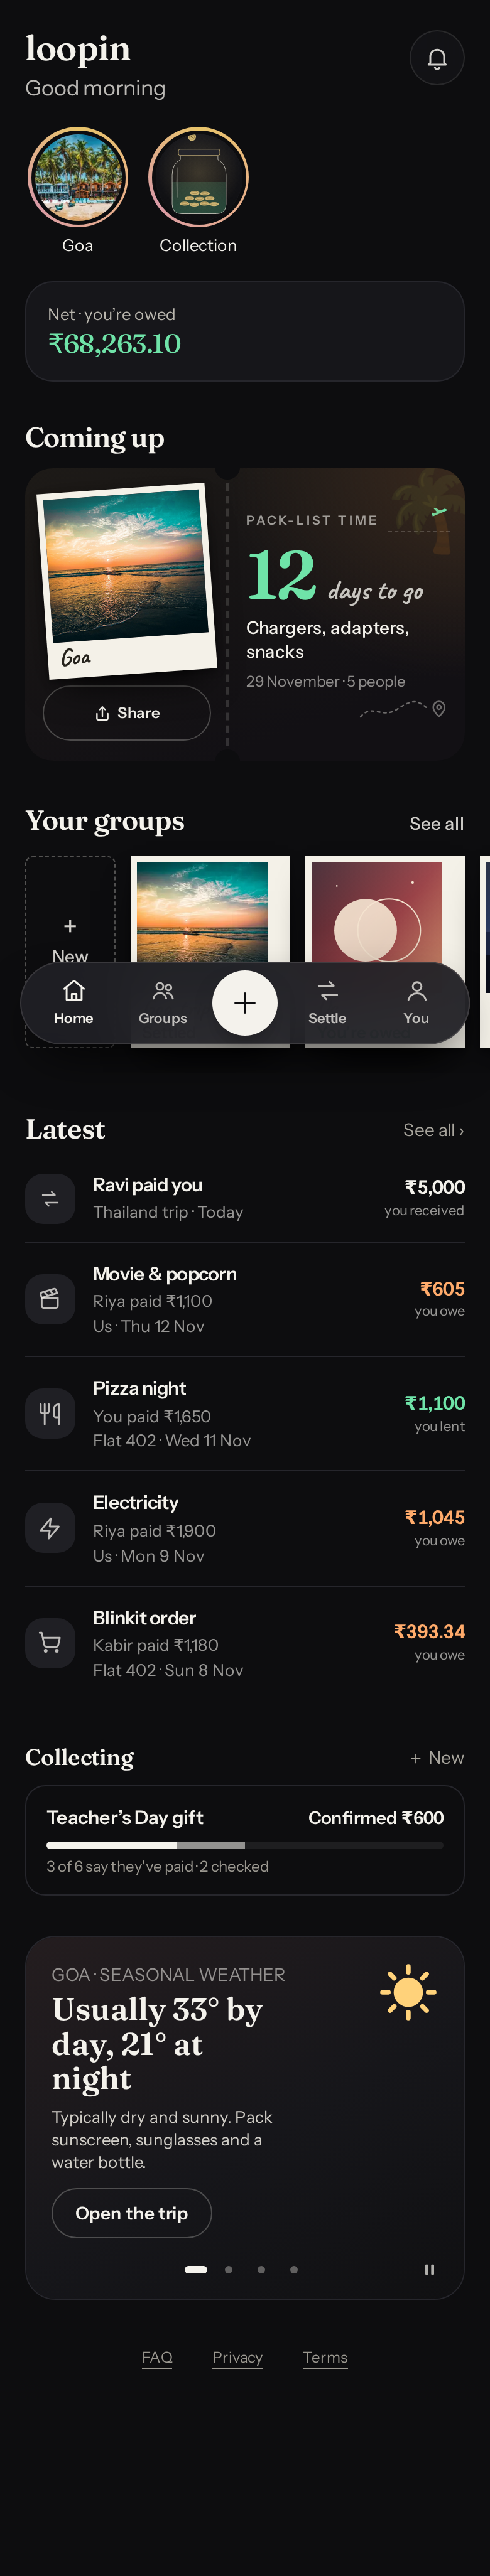 loopin
Good morning
Goa
Collection
Net · you're owed
₹68,263.10
Coming up
PACK-LIST TIME
12 days to go
Chargers, adapters,
snacks
29 November · 5 people
Goa
Share
Your groups
See all
+
New
Home
Groups
Settle
You
Latest
See all ›
Ravi paid you
₹5,000
Thailand trip · Today
you received
Movie & popcorn
₹605
Riya paid ₹1,100
you owe
Us · Thu 12 Nov
Pizza night
₹1,100
You paid ₹1,650
you lent
Flat 402 · Wed 11 Nov
Electricity
₹1,045
Riya paid ₹1,900
you owe
Us · Mon 9 Nov
Blinkit order
₹393.34
Kabir paid ₹1,180
you owe
Flat 402 · Sun 8 Nov
Collecting
+ New
Teacher's Day gift
Confirmed ₹600
3 of 6 say they've paid · 2 checked
GOA · SEASONAL WEATHER
Usually 33° by
day, 21° at
night
Typically dry and sunny. Pack
sunscreen, sunglasses and a
water bottle.
Open the trip
FAQ
Privacy
Terms